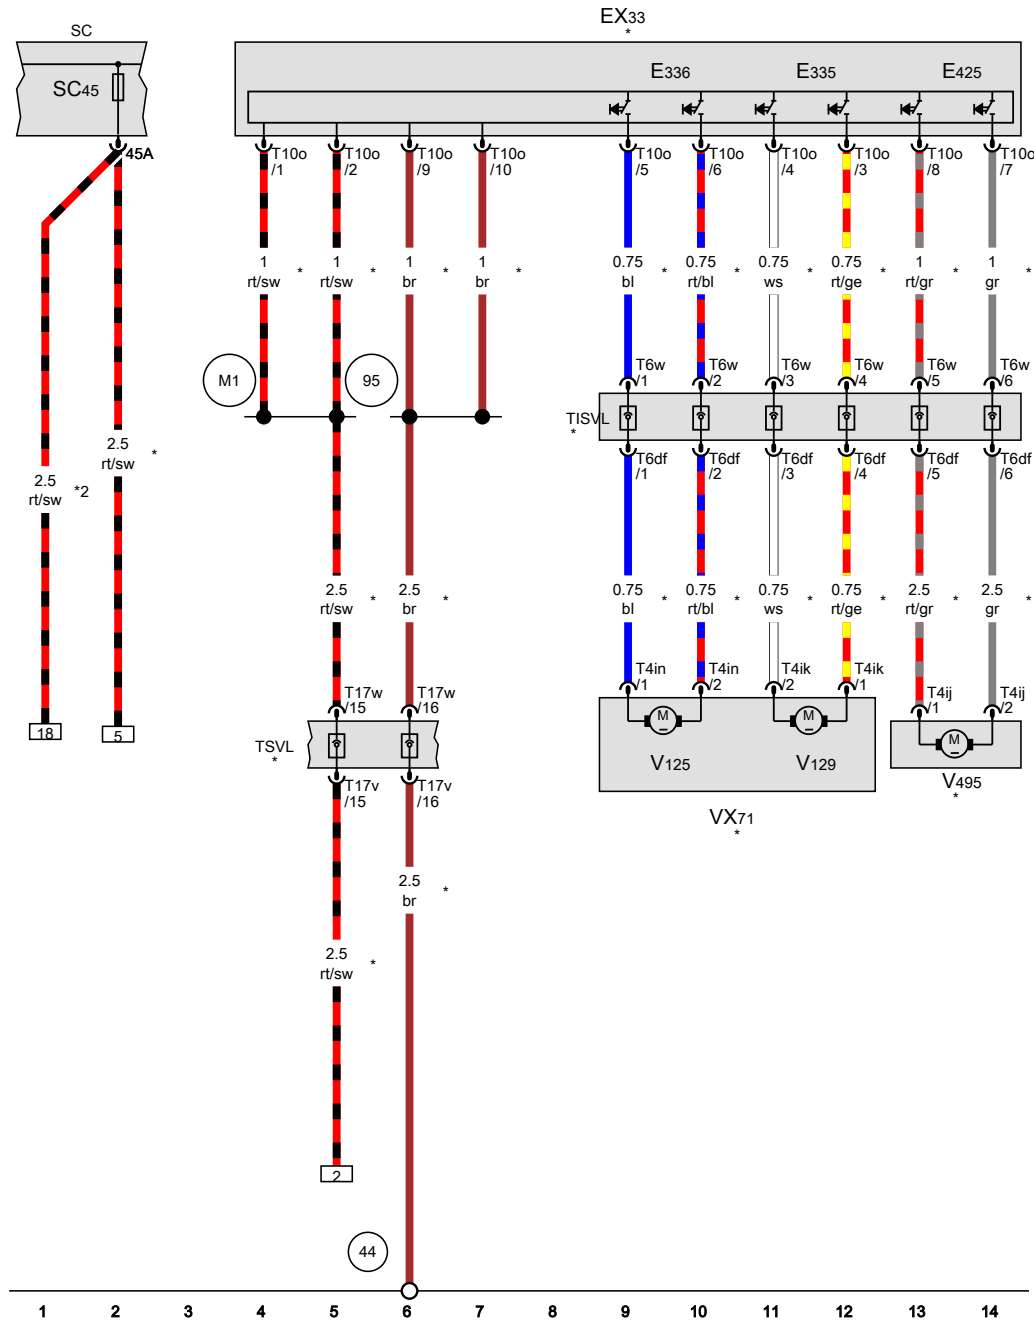 SC
EX33
*
SC45
E336 E335 E425
45A
T10o T10o T10o T10o T10o T10o T10o T10o T10o T10o
/1 /2 /9 /10 /5 /6 /4 /3 /8 /7
1 1 1 1 0.75 0.75 0.75 0.75 1 1
rt/sw * rt/sw * br * br * bl * rt/bl * ws * rt/ge * rt/gr * gr *
T6w T6w T6w T6w T6w T6w
/1 /2 /3 /4 /5 /6
M1 95
TISVL
*
2.5
rt/sw *
T6df T6df T6df T6df T6df T6df
/1 /2 /3 /4 /5 /6
2.5
rt/sw *2
2.5 2.5 0.75 0.75 0.75 0.75 2.5 2.5
rt/sw * br * bl * rt/bl * ws * rt/ge * rt/gr * gr *
T4in T4in T4ik T4ik T4ij T4ij
/1 /2 /2 /1 /1 /2
T17w T17w
/15 /16
M M M
18 5
TSVL
*
V125 V129 V495
*
T17v T17v
/15 /16
VX71
*
2.5
br *
2.5
rt/sw *
2
44
1 2 3 4 5 6 7 8 9 10 11 12 13 14